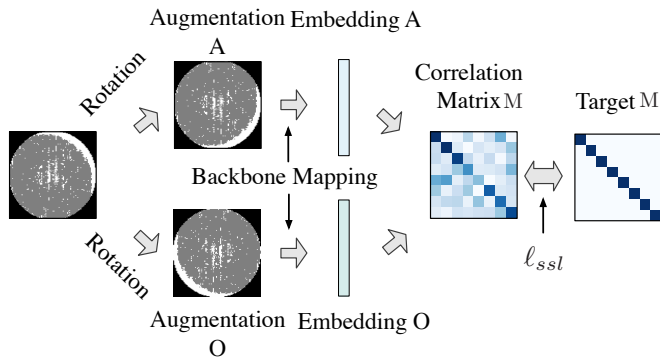 Augmentation
A
Embedding A
Rotation
Correlation
Matrix M
Target M
Backbone Mapping
Rotation
ℓssl
Augmentation
O
Embedding O